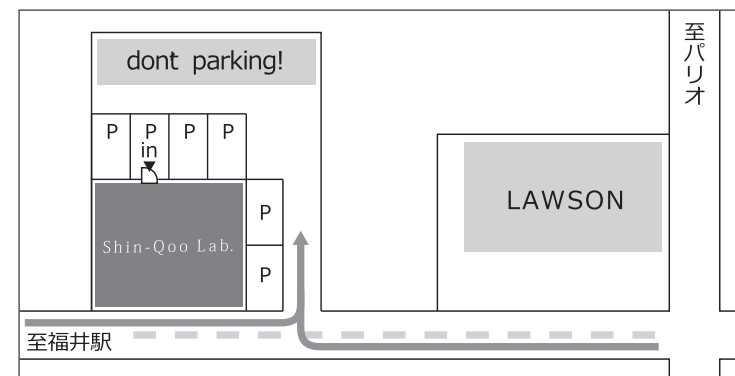 dont parking!
至パリオ
P
P
P
P
in
P
LAWSON
Shin-Qoo Lab.
P
至福井駅